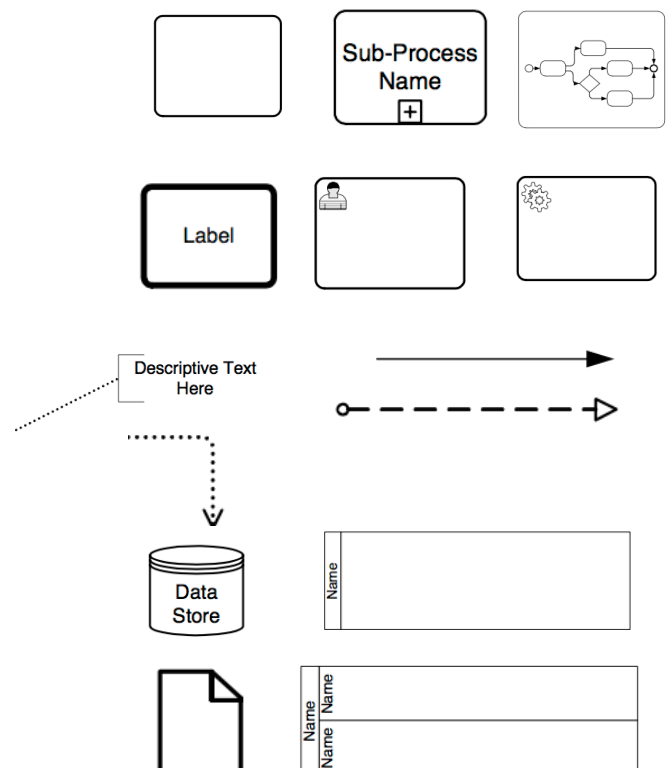 Sub-Process
Name
Label
Descriptive Text
Here
Data
Store
Name
Name
Name
Name